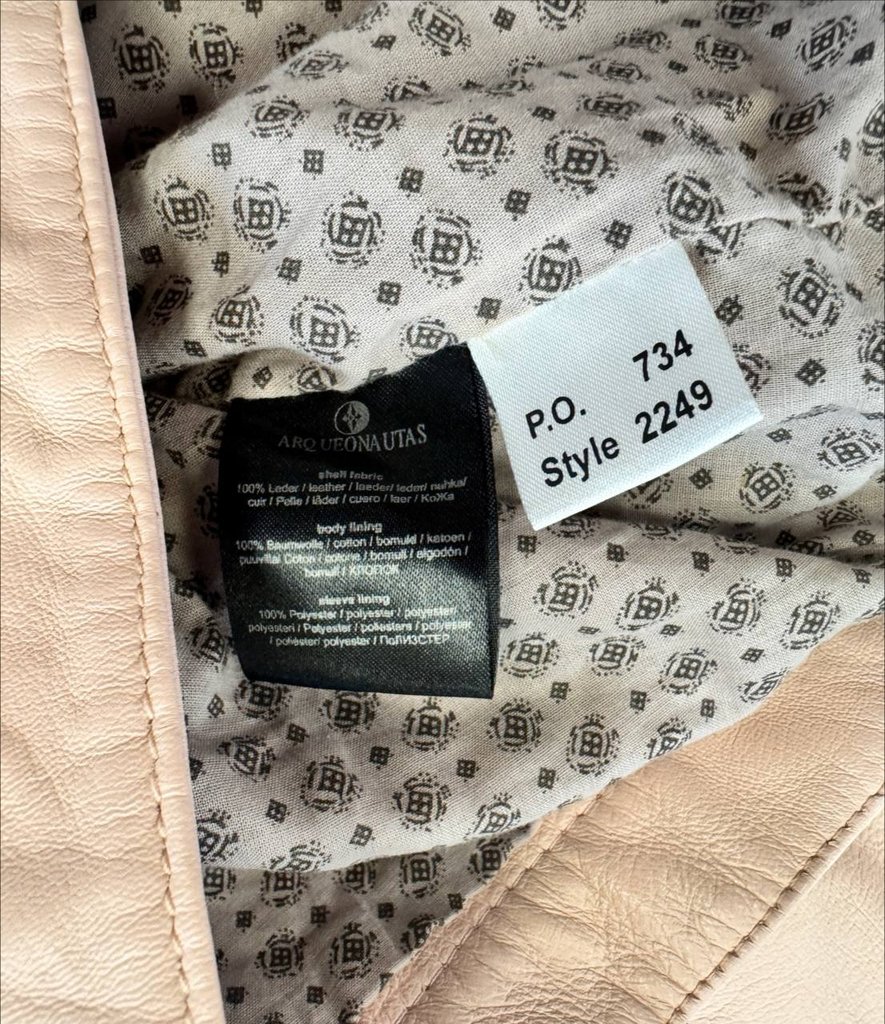 ARQUEONAUTAS
shell fabric
100% Leder / leather / laeder/ leder/ nahka/
cuir / Pelle / läder / cuero / laer / КоЖа
body lining
100% Baumwolle / cotton / bomuld / katoen /
puuvilla/ Coton / cotone / bomull / algodón /
bomull / ХЛОПОК
sleeve lining
100% Polyester / polyester / polyester/
polyesteri / Polyester / poliestere / polyester
/ poliéster/ polyester / ПоЛИЭСТЕР
P.O. 734
Style 2249